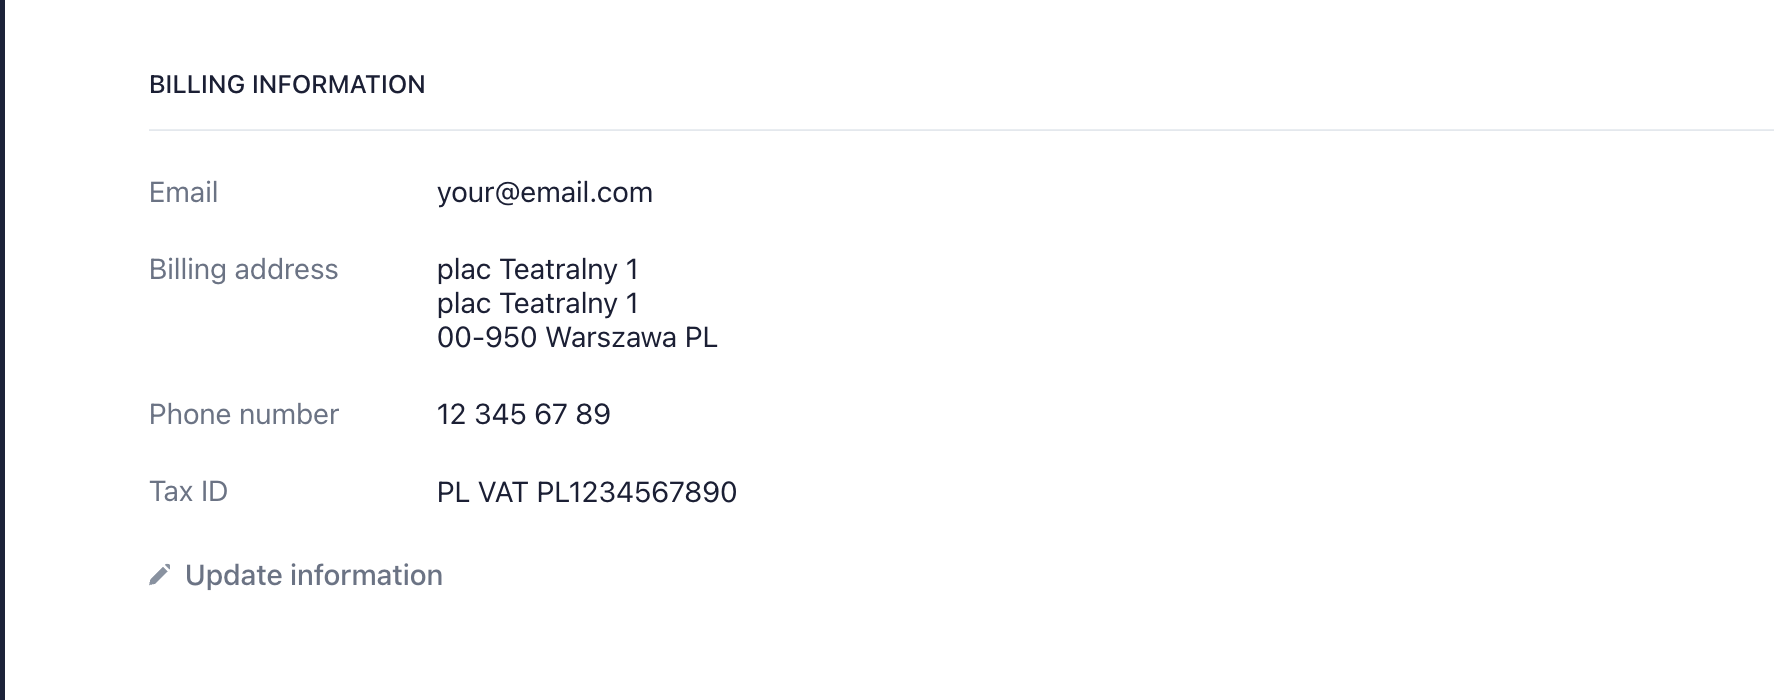 BILLING INFORMATION
Email your@email.com
Billing address plac Teatralny 1
plac Teatralny 1
00-950 Warszawa PL
Phone number 12 345 67 89
Tax ID PL VAT PL1234567890
Update information